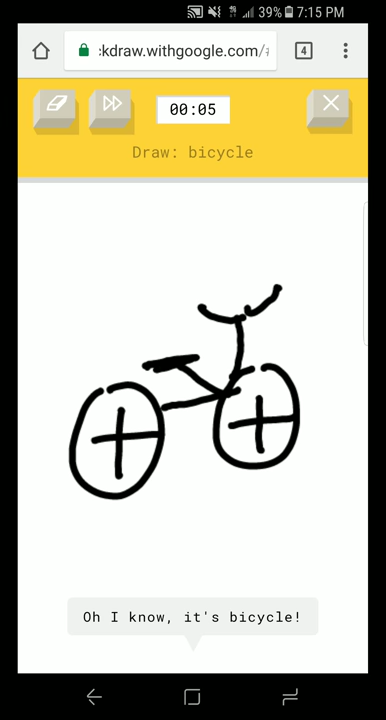 39% 7:15 PM
:kdraw.withgoogle.com/
4
00:05
Draw: bicycle
Oh I know, it's bicycle!